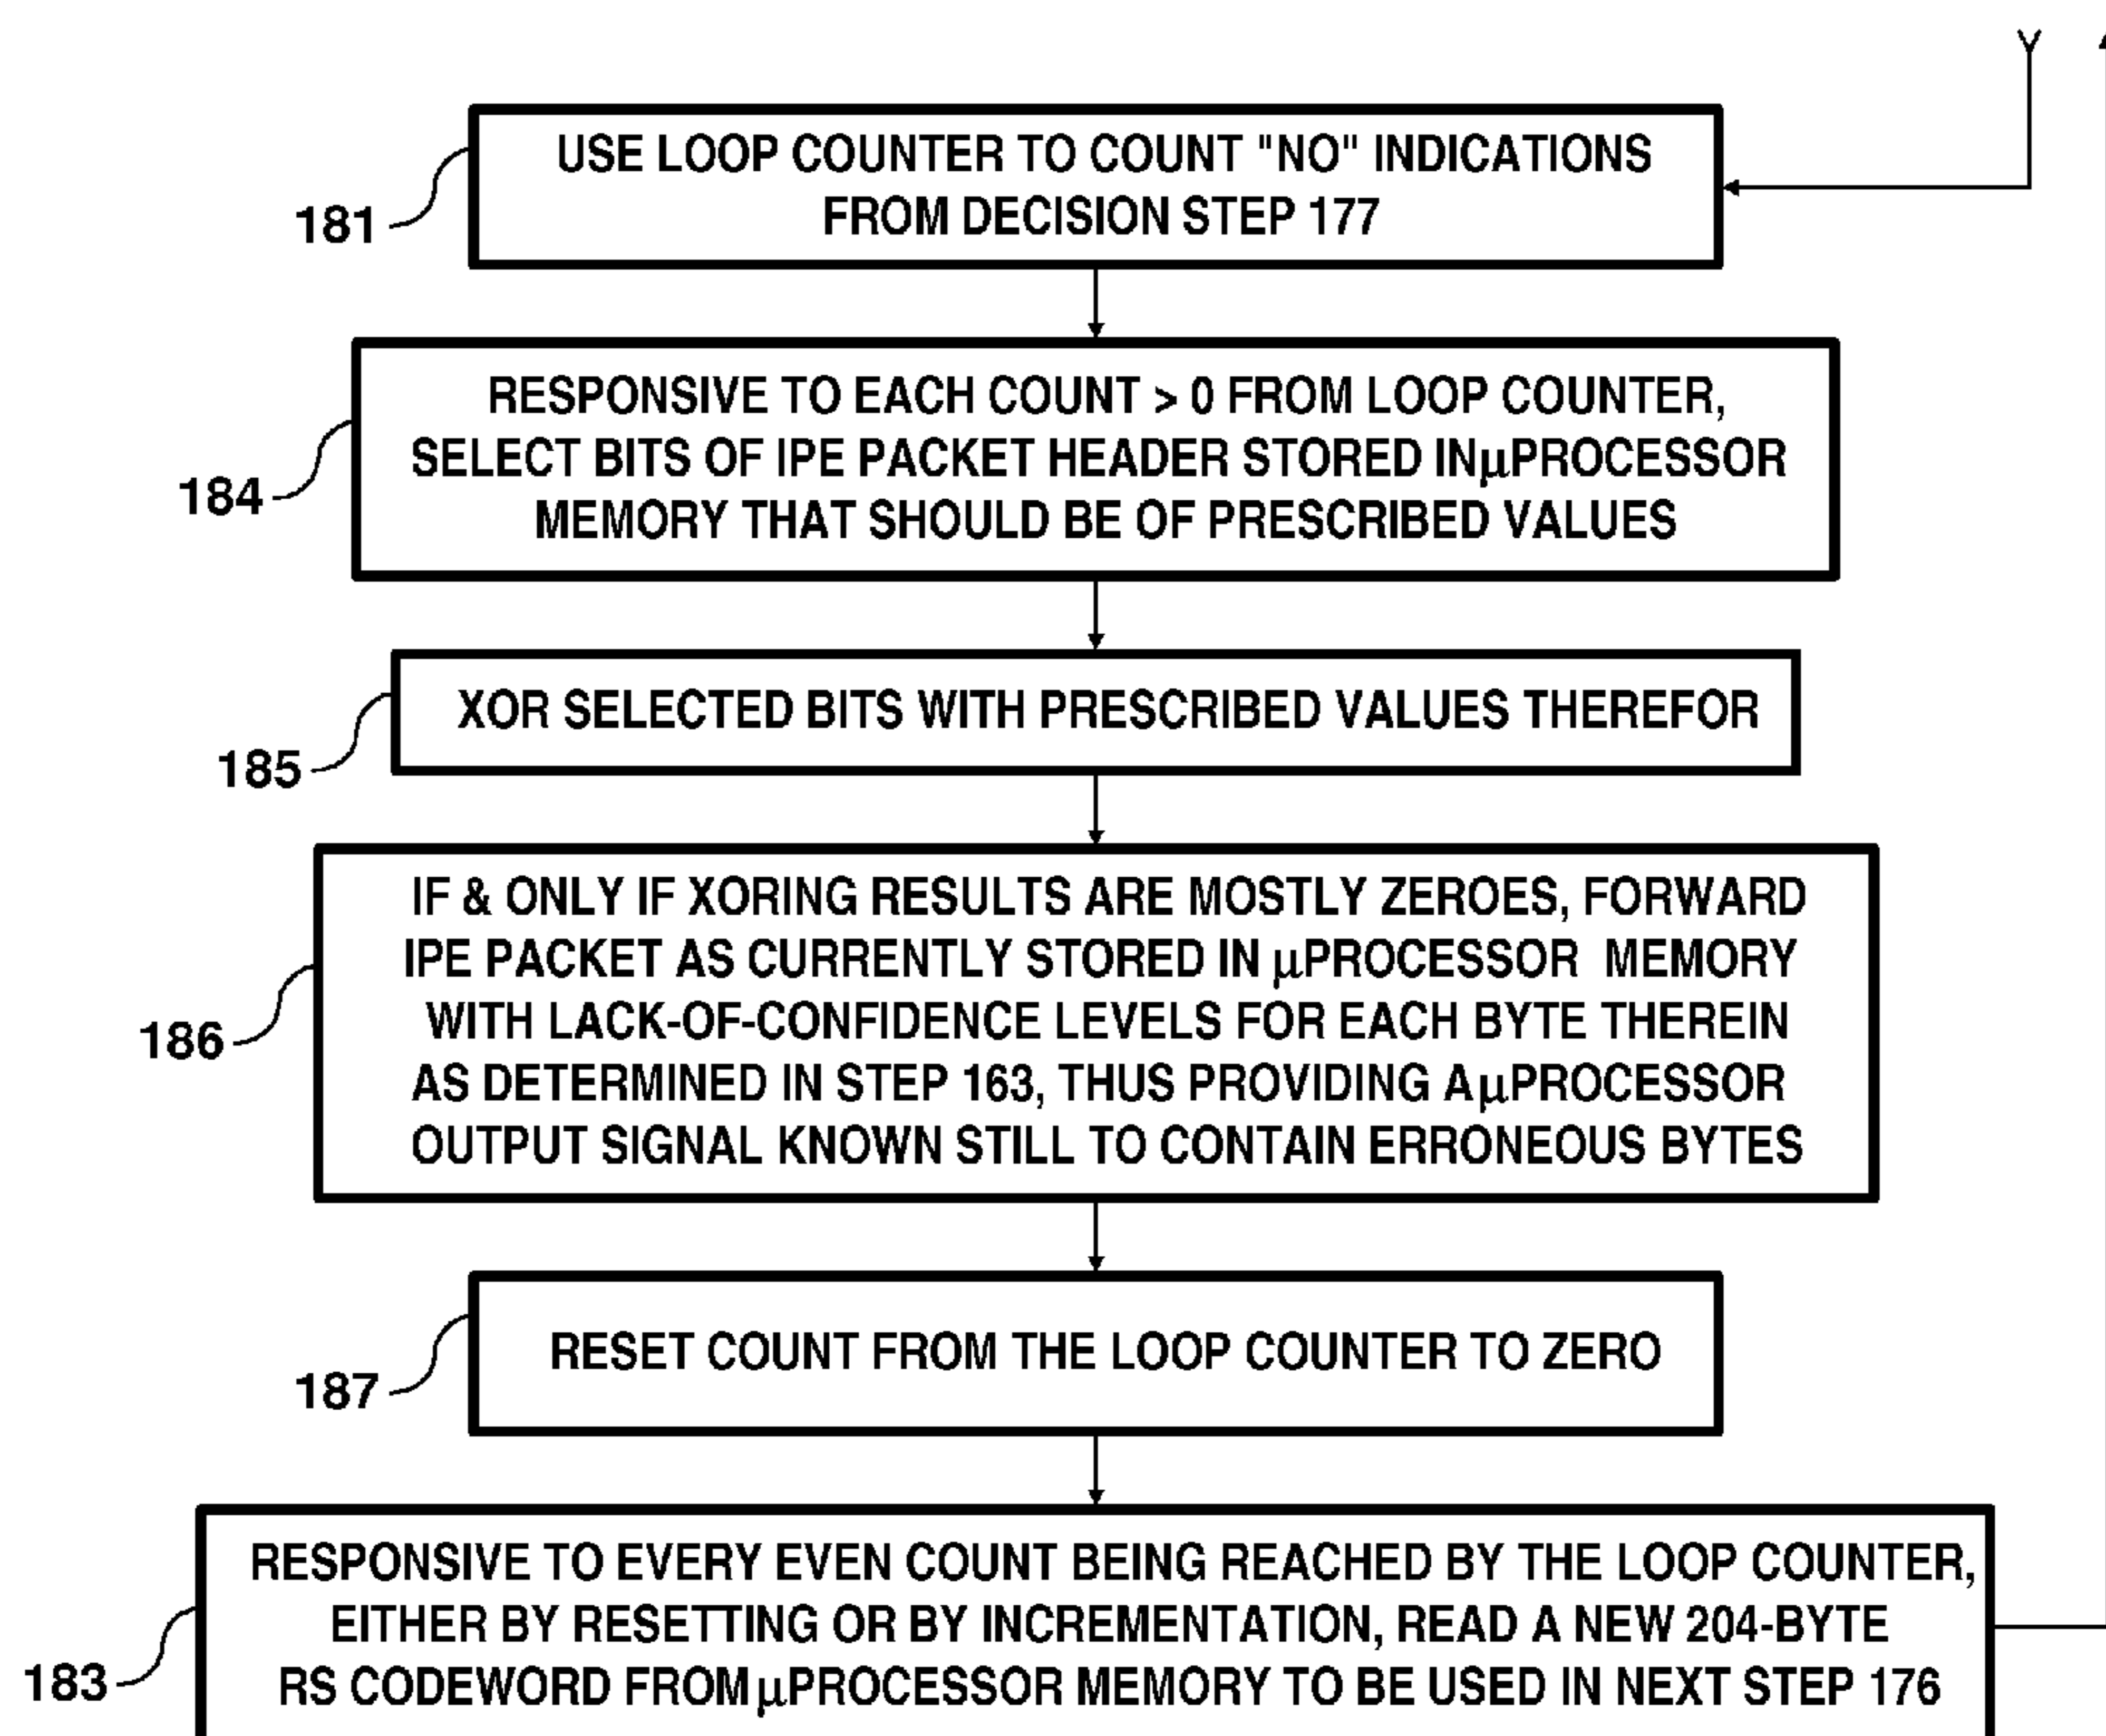 USE LOOP COUNTER TO COUNT "NO" INDICATIONS
FROM DECISION STEP 177
181
RESPONSIVE TO EACH COUNT > 0 FROM LOOP COUNTER,
SELECT BITS OF IPE PACKET HEADER STORED IN μPROCESSOR
MEMORY THAT SHOULD BE OF PRESCRIBED VALUES
184
XOR SELECTED BITS WITH PRESCRIBED VALUES THEREFOR
185
IF & ONLY IF XORING RESULTS ARE MOSTLY ZEROES, FORWARD
IPE PACKET AS CURRENTLY STORED IN μPROCESSOR MEMORY
WITH LACK-OF-CONFIDENCE LEVELS FOR EACH BYTE THEREIN
AS DETERMINED IN STEP 163, THUS PROVIDING A μPROCESSOR
OUTPUT SIGNAL KNOWN STILL TO CONTAIN ERRONEOUS BYTES
186
RESET COUNT FROM THE LOOP COUNTER TO ZERO
187
RESPONSIVE TO EVERY EVEN COUNT BEING REACHED BY THE LOOP COUNTER,
EITHER BY RESETTING OR BY INCREMENTATION, READ A NEW 204-BYTE
RS CODEWORD FROM μPROCESSOR MEMORY TO BE USED IN NEXT STEP 176
183